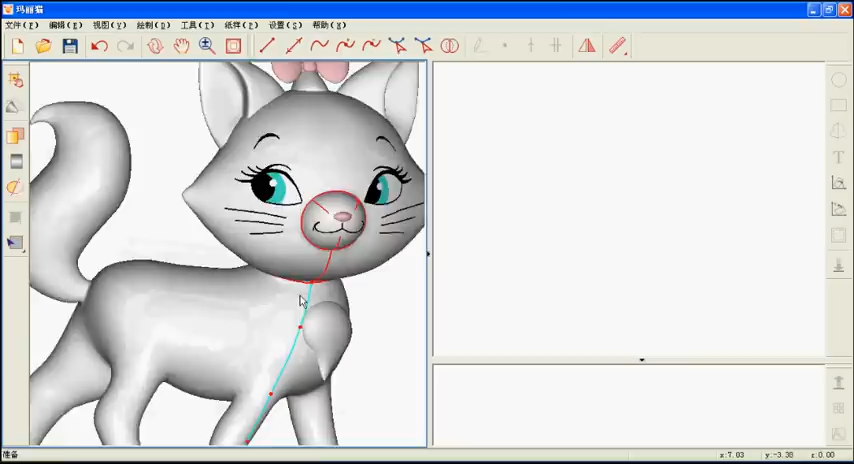 玛丽猫
文件(F) 编辑(E) 视图(V) 绘制(D) 工具(T) 纸样(P) 设置(S) 帮助(H)
T
准备 x:7.03 y:-3.38 z:0.00